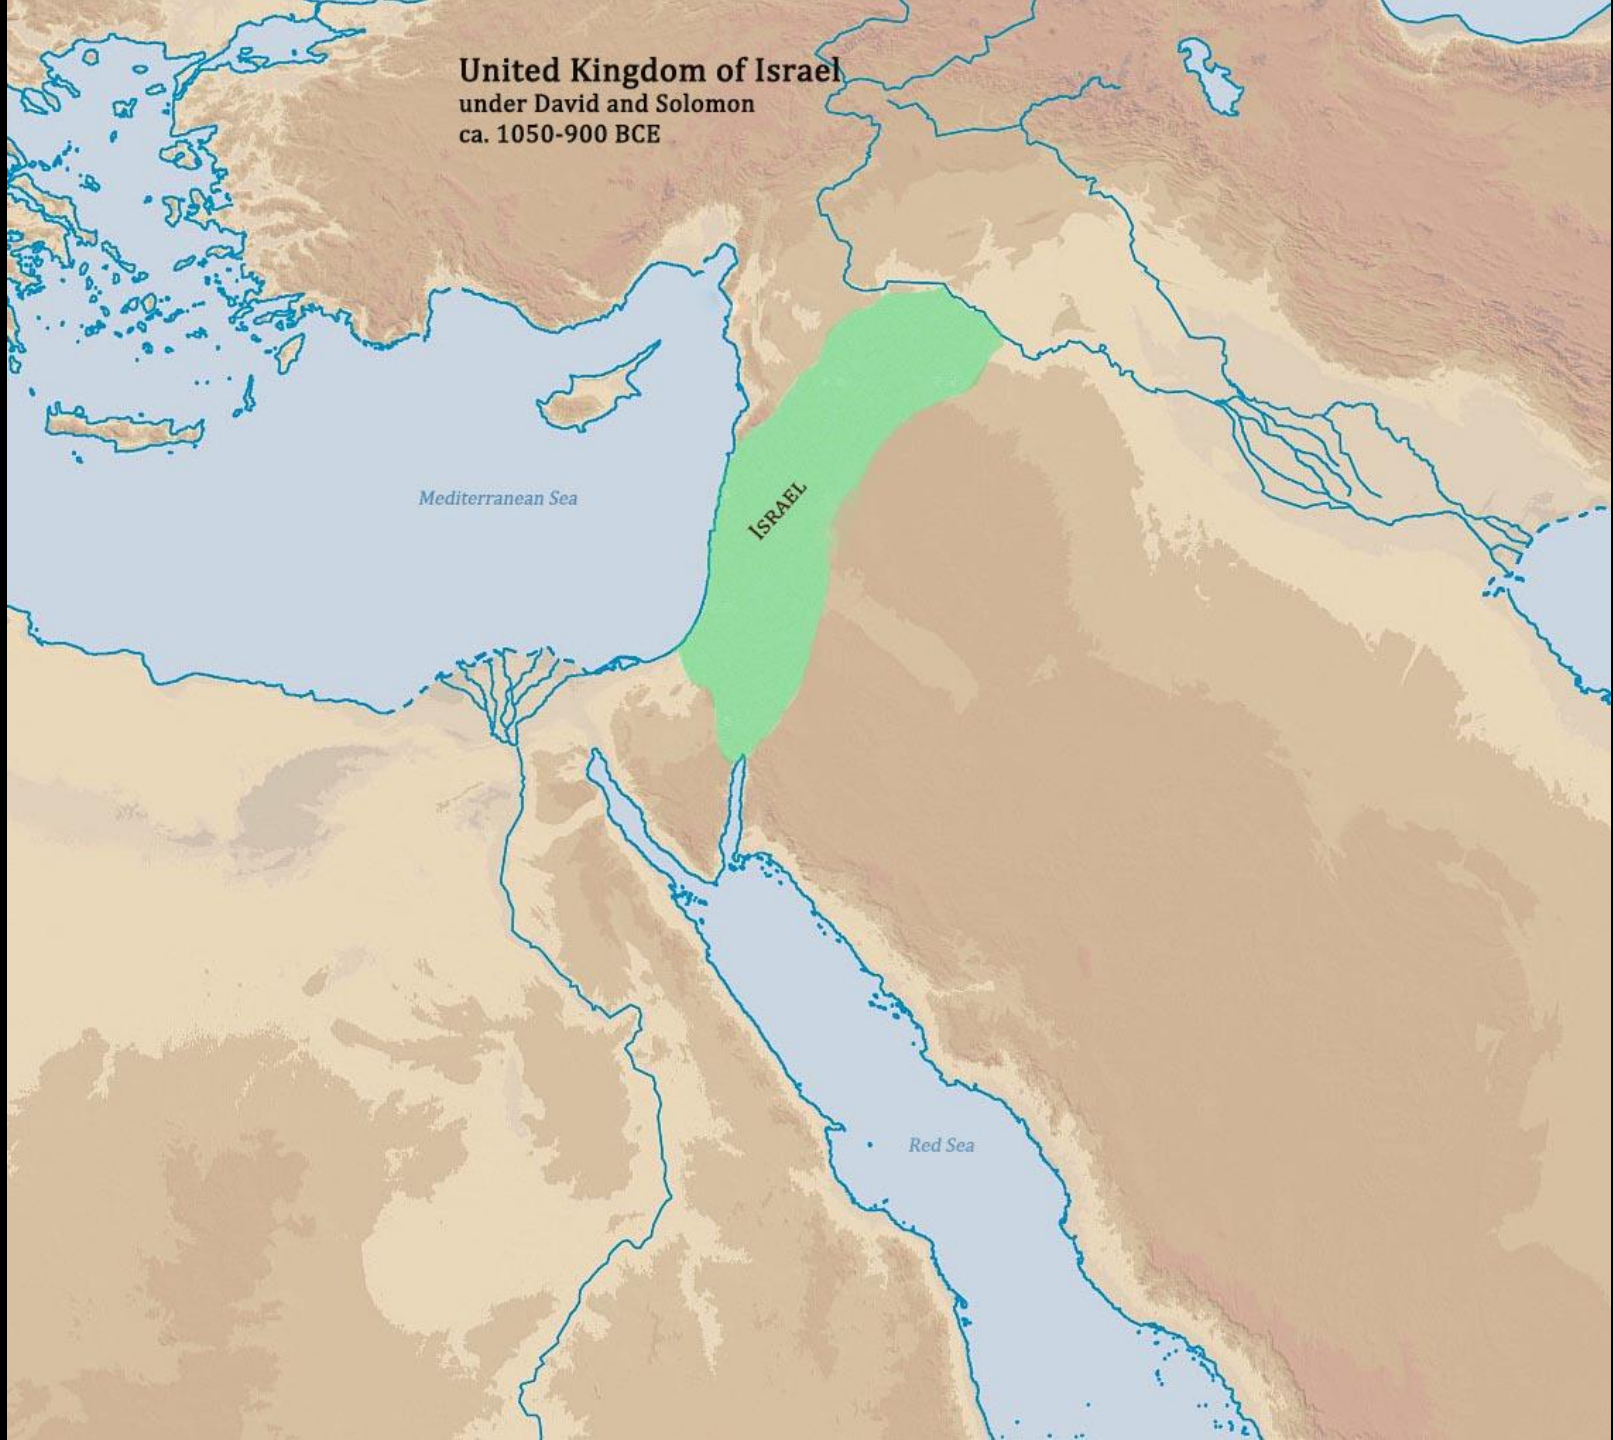 United Kingdom of Israel
under David and Solomon
ca. 1050-900 BCE
Mediterranean Sea
ISRAEL
Red Sea